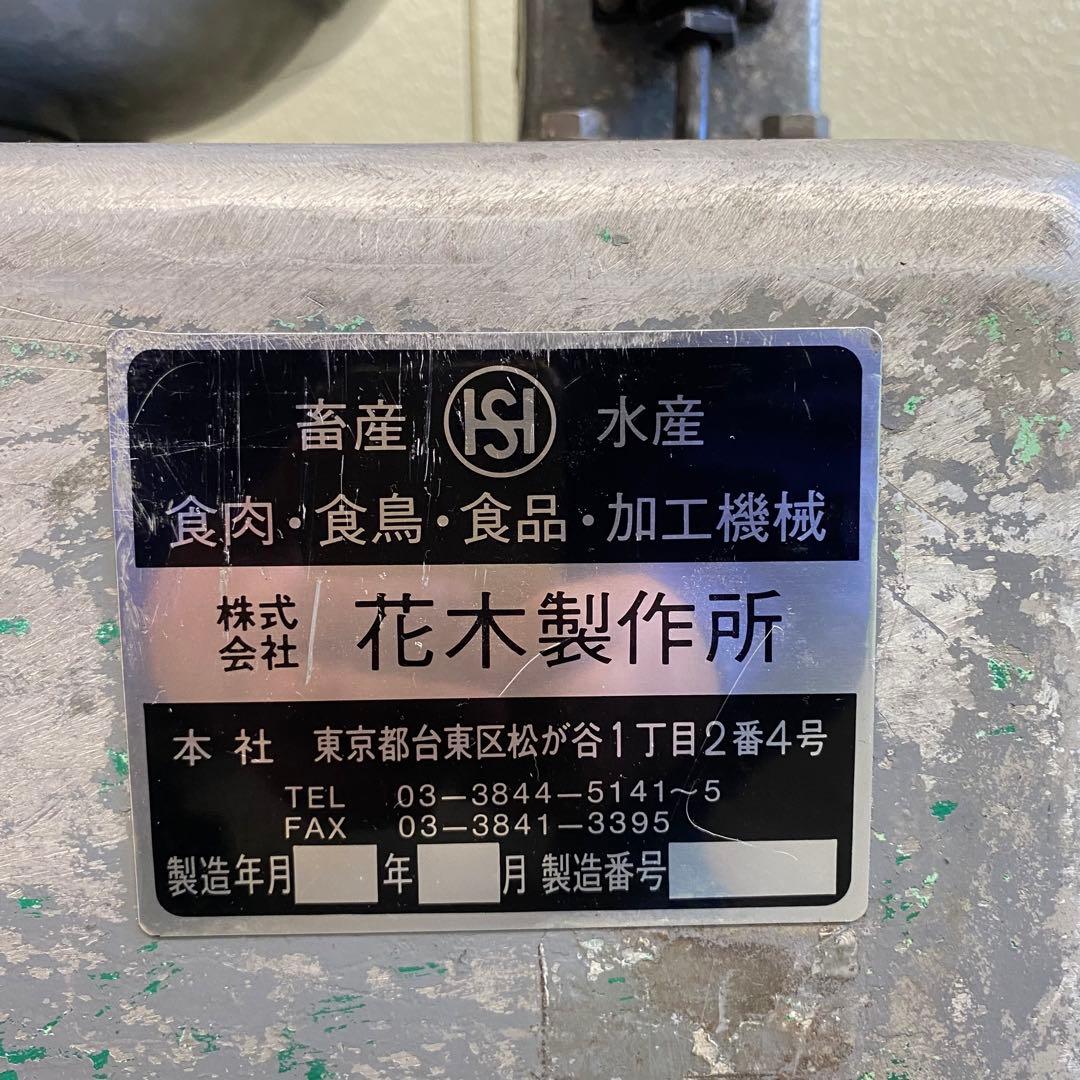 畜産 HS 水産
食肉・食鳥・食品・加工機械
株式会社 花木製作所
本社 東京都台東区松が谷1丁目2番4号
TEL 03-3844-5141~5
FAX 03-3841-3395
製造年月 年 月 製造番号